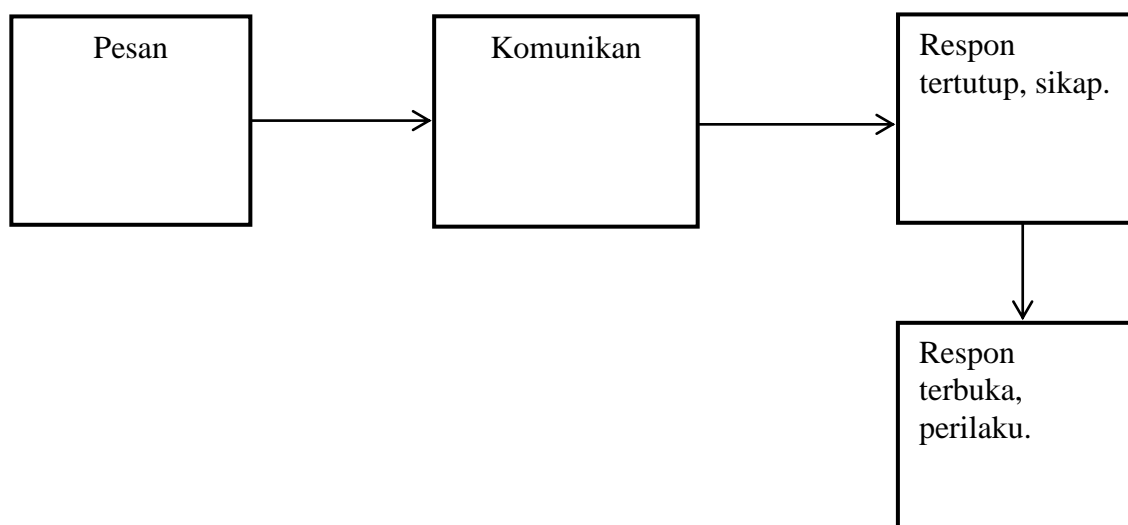 Pesan
Komunikan
Respon
tertutup, sikap.
Respon
terbuka,
perilaku.